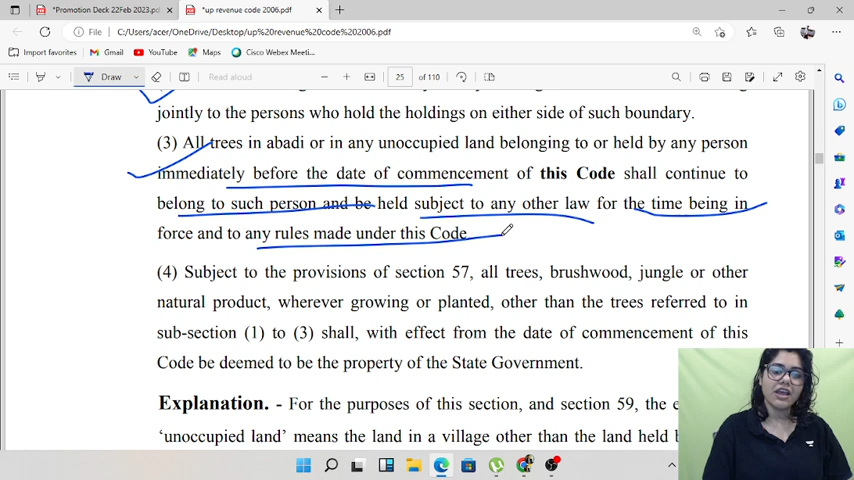 *Promotion Deck 22Feb 2023.pd
*up revenue code 2006.pdf
File
C:/Users/acer/OneDrive/Desktop/up%20revenue%20code%202006.pdf
Import favorites
Gmail
YouTube
Maps
Cisco Webex Meet...
Draw
Read aloud
25
of 110
jointly to the persons who hold the holdings on either side of such boundary.
(3) All trees in abadi or in any unoccupied land belonging to or held by any person
immediately before the date of commencement of this Code shall continue to
belong to such person and be held subject to any other law for the time being in
force and to any rules made under this Code.
(4) Subject to the provisions of section 57, all trees, brushwood, jungle or other
natural product, wherever growing or planted, other than the trees referred to in
sub-section (1) to (3) shall, with effect from the date of commencement of this
Code be deemed to be the property of the State Government.
Explanation. - For the purposes of this section, and section 59, the e
'unoccupied land' means the land in a village other than the land held b